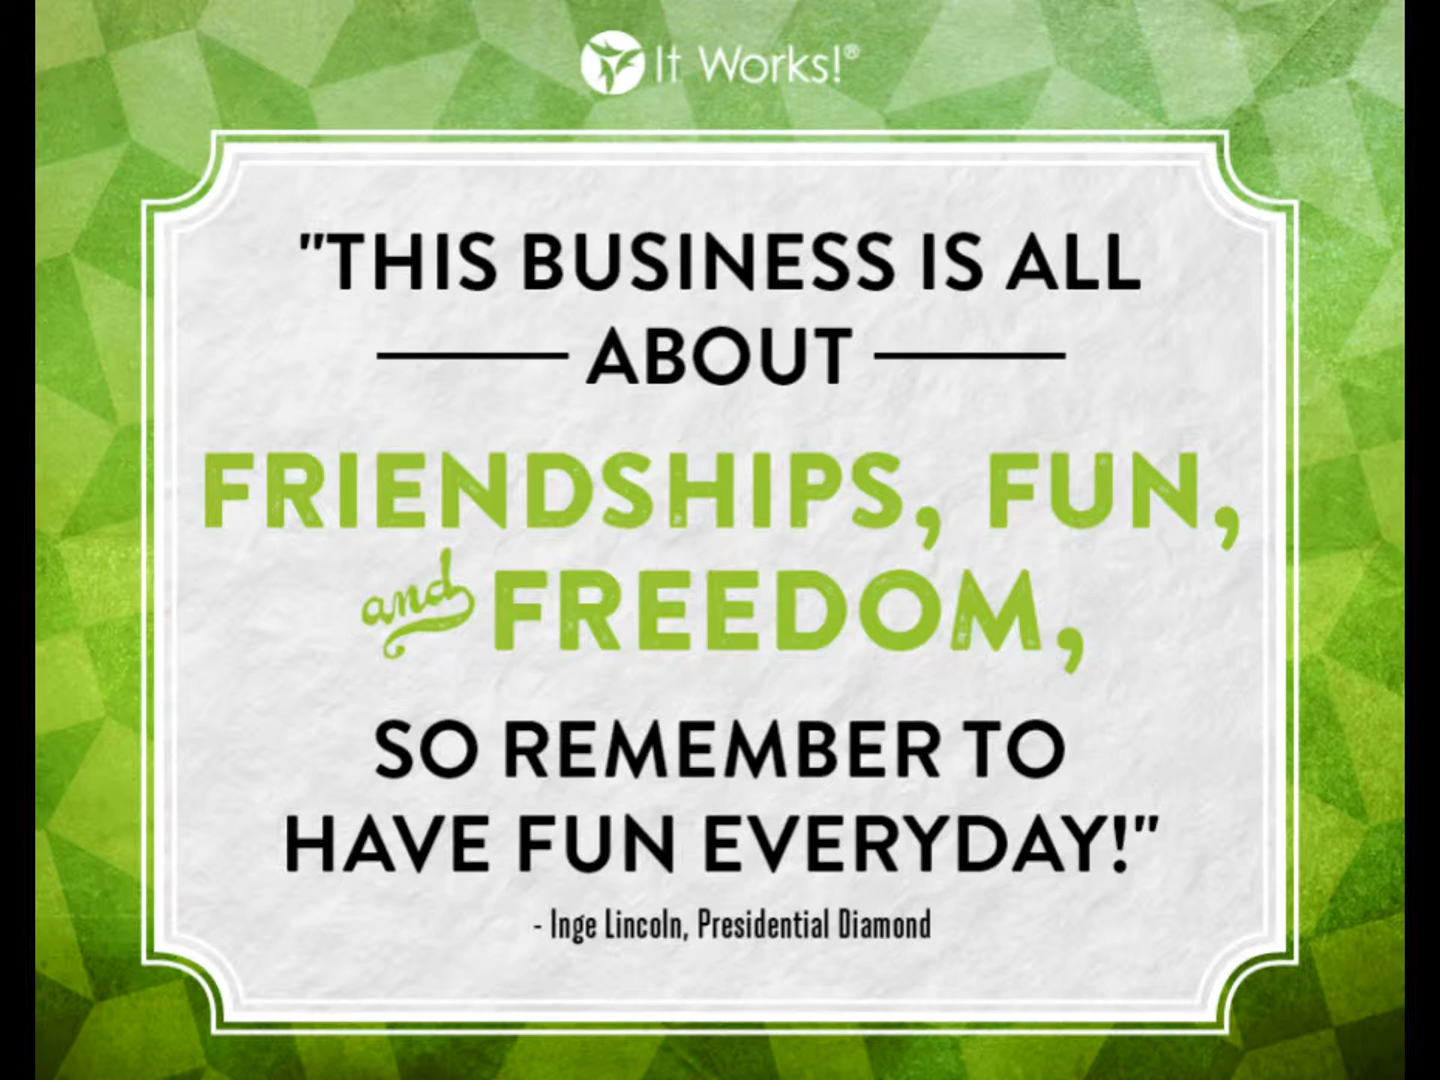 It Works!®
"THIS BUSINESS IS ALL
ABOUT
FRIENDSHIPS, FUN,
and FREEDOM,
SO REMEMBER TO
HAVE FUN EVERYDAY!"
- Inge Lincoln, Presidential Diamond